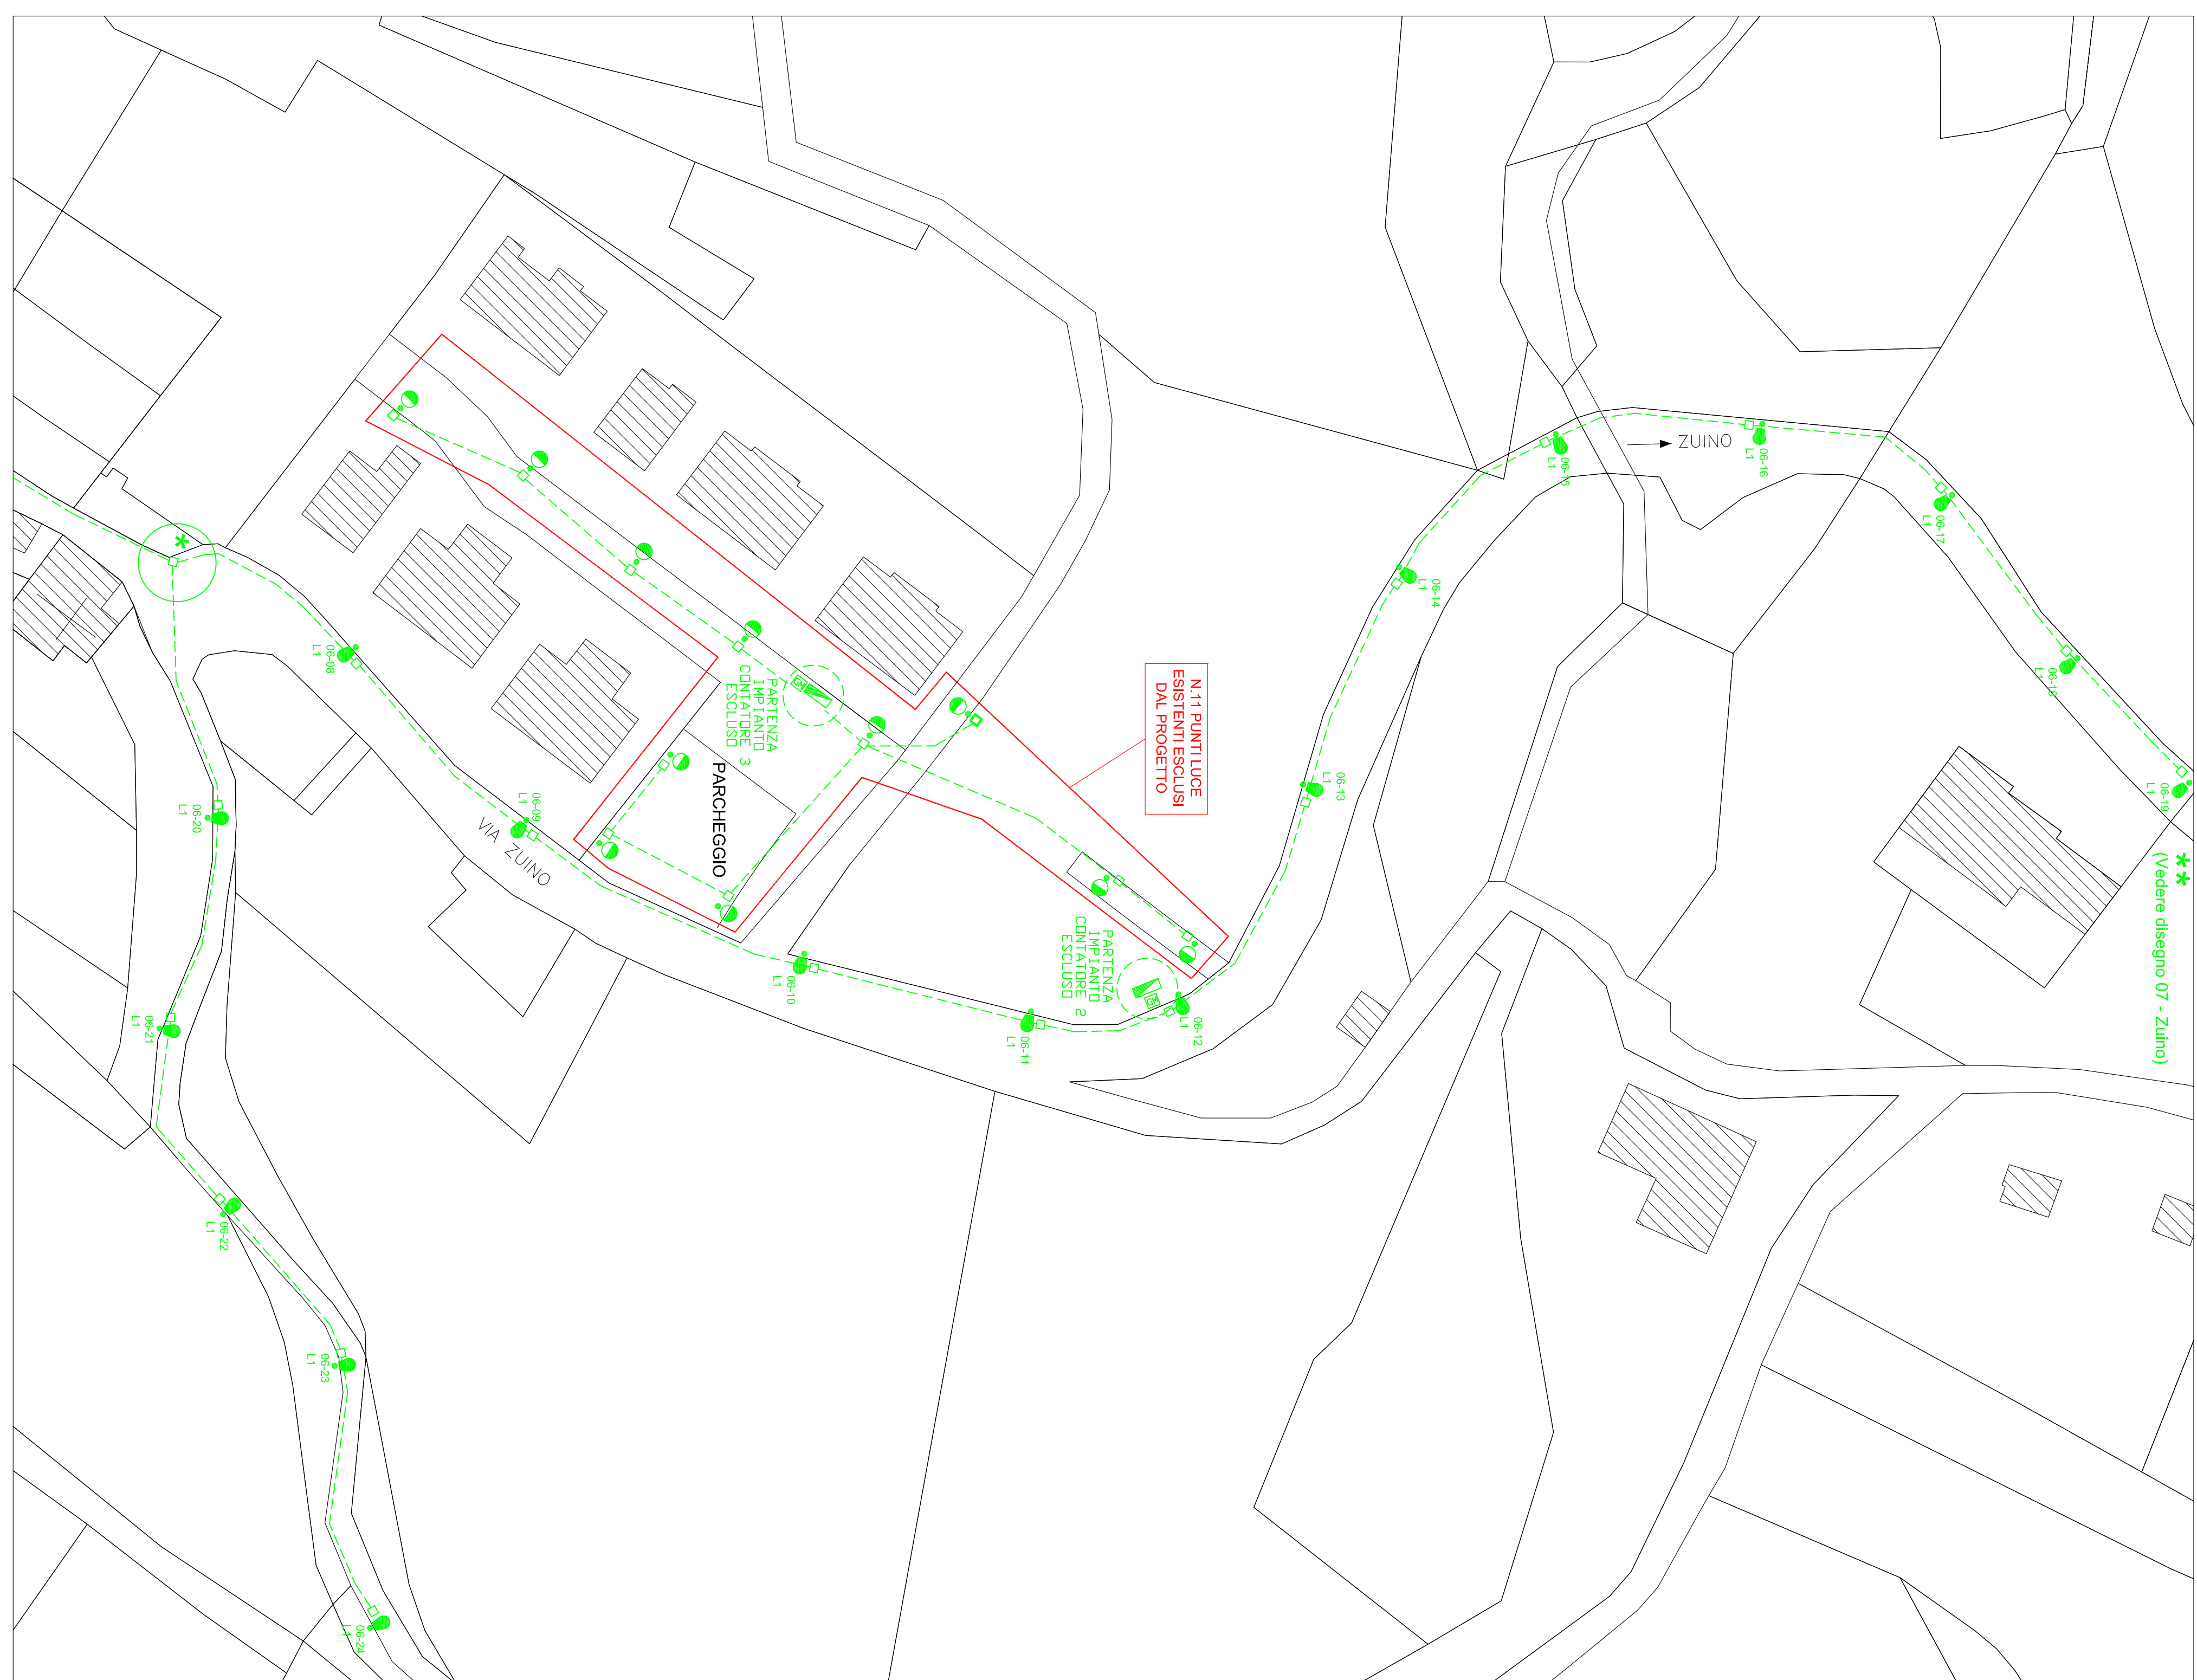 ZUINO
06-16
L1
06-15
L1
06-17
L1
06-14
L1
06-18
L1
06-13
L1
06-19
L1
**
(Vedere disegno 07 - Zuino)
N.11 PUNTI LUCE
ESISTENTI ESCLUSI
DAL PROGETTO
*
06-08
L1
PARTENZA
IMPIANTO
CONTATORE 3
ESCLUSO
PARCHEGGIO
06-09
L1
VIA ZUINO
06-20
L1
PARTENZA
IMPIANTO
CONTATORE 2
ESCLUSO
06-10
L1
06-11
L1
06-12
L1
06-21
L1
06-22
L1
06-23
L1
06-24
L1